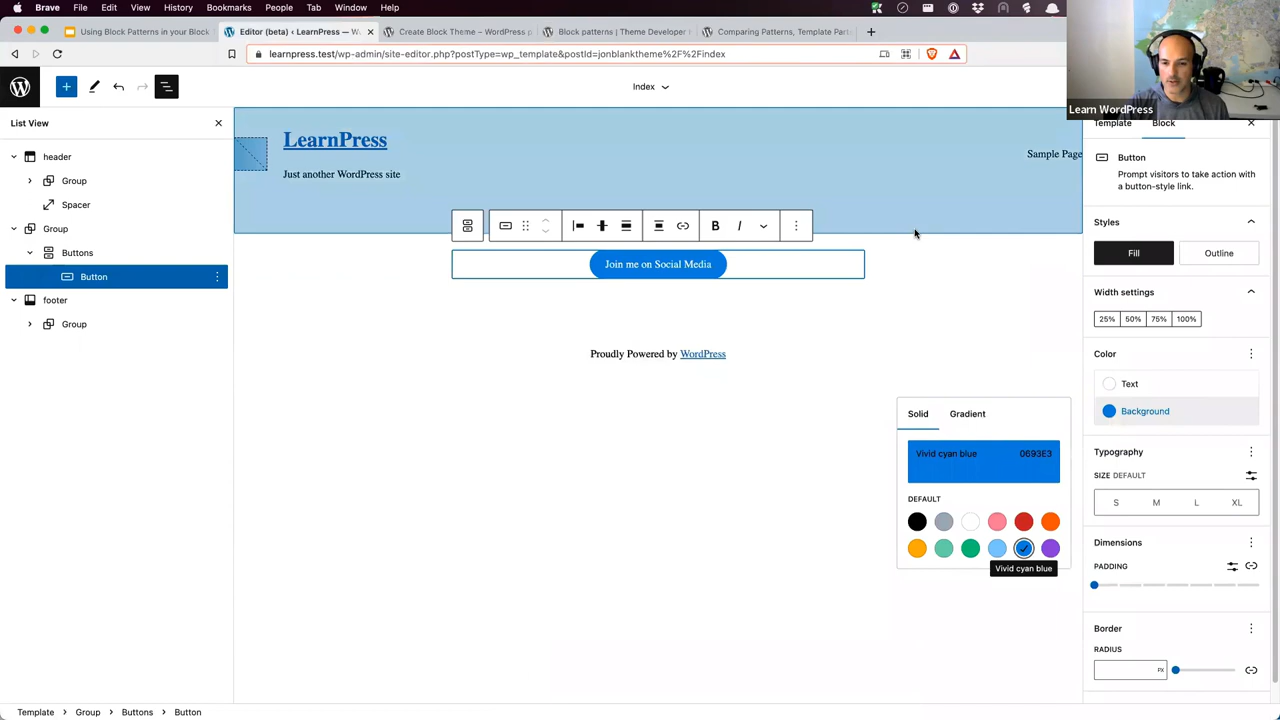 Brave File Edit View History Bookmarks People Tab Window Help
Using Block Patterns in your Block
Editor (beta) ‹ LearnPress — Wo
Create Block Theme – WordPress p
Block patterns | Theme Developer
Comparing Patterns, Template Part
learnpress.test/wp-admin/site-editor.php?postType=wp_template&postId=jonblanktheme%2F%2Findex
Learn WordPress
Index
List View
header
Group
Spacer
Group
Buttons
Button
footer
Group
LearnPress
Just another WordPress site
Sample Page
B I
Join me on Social Media
Proudly Powered by WordPress
Solid Gradient
Vivid cyan blue 0693E3
DEFAULT
Vivid cyan blue
Template Block
Button
Prompt visitors to take action with
a button-style link.
Styles
Fill Outline
Width settings
25% 50% 75% 100%
Color
Text
Background
Typography
SIZE DEFAULT
S M L XL
Dimensions
PADDING
Border
RADIUS
PX
Template > Group > Buttons > Button